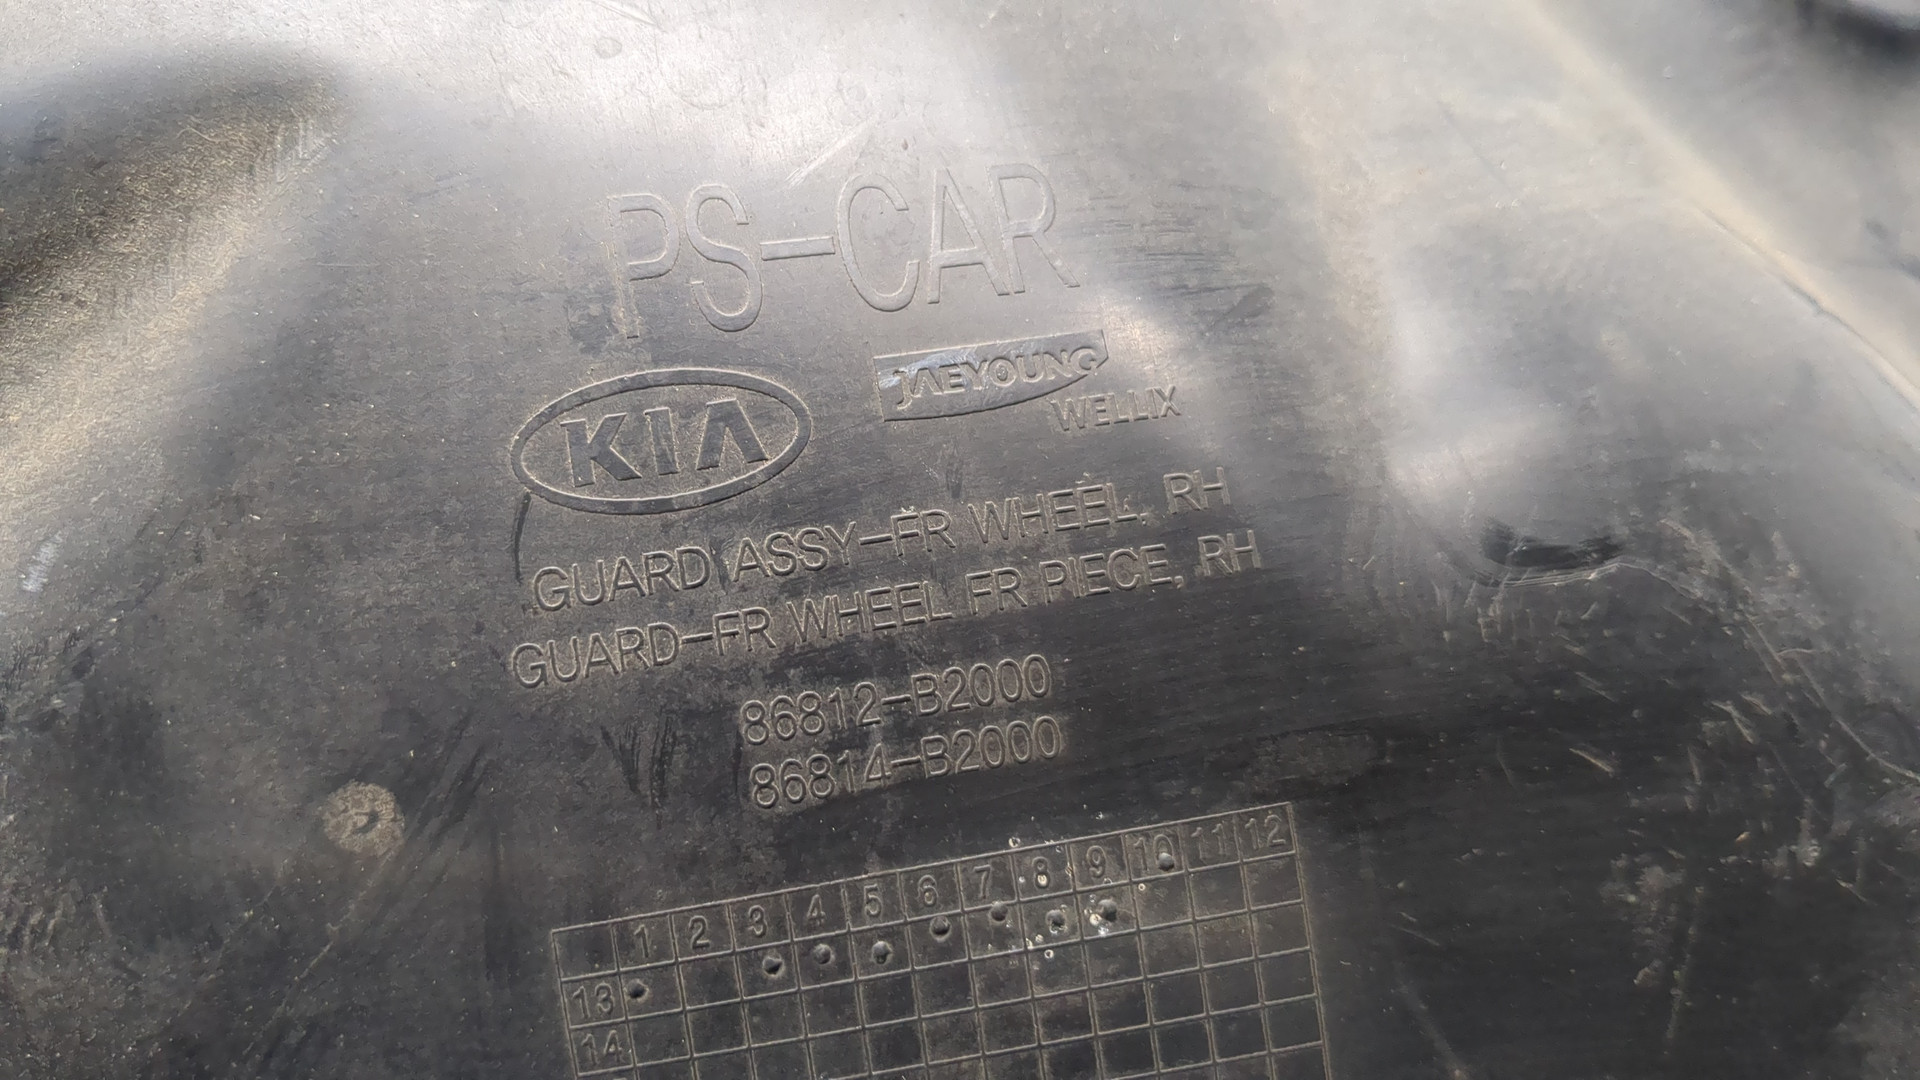 PS-CAR
KIA
JAEYOUNG
WELLIX
GUARD ASSY-FR WHEEL, RH
GUARD-FR WHEEL FR PIECE, RH
86812-B2000
86814-B2000
1 2 3 4 5 6 7 8 9 10 11 12
13
14